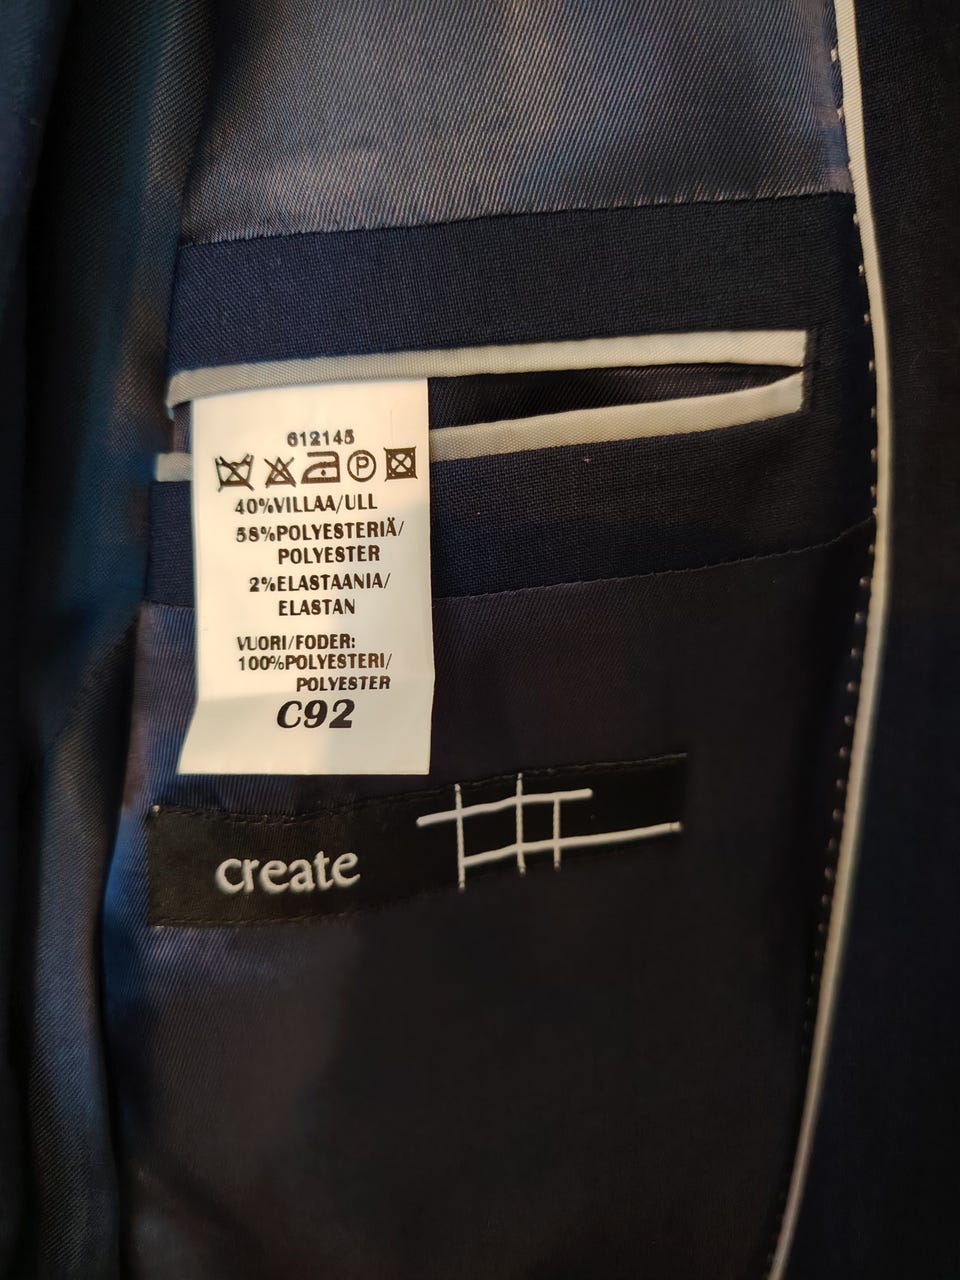 612145
P
40%VILLAA/ULL
58%POLYESTERIÄ/
POLYESTER
2%ELASTAANIA/
ELASTAN
VUORI/FODER:
100%POLYESTERI/
POLYESTER
C92
create